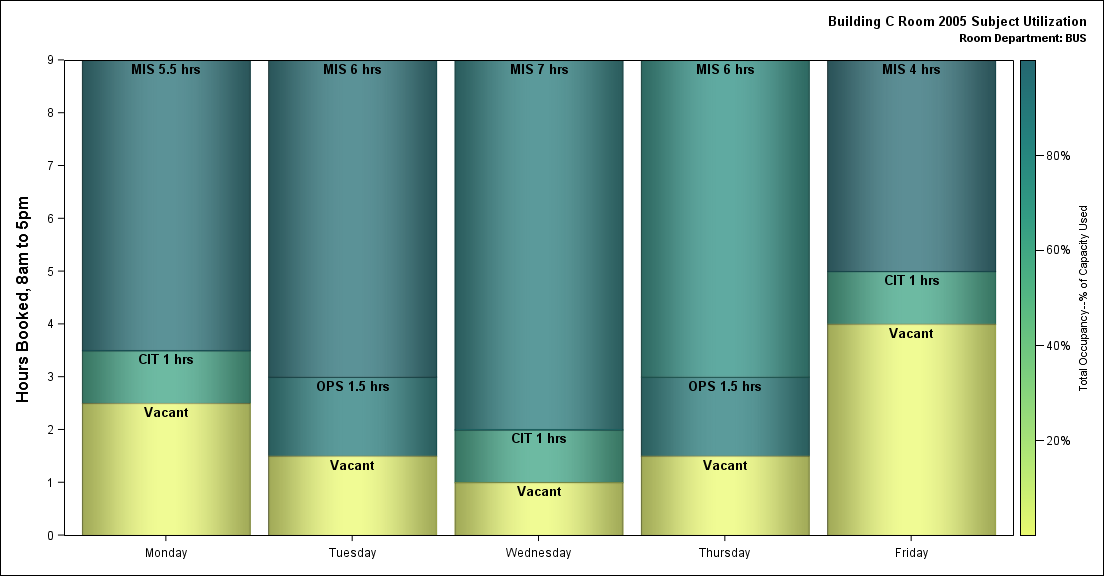 Building C Room 2005 Subject Utilization
Room Department: BUS
Hours Booked, 8am to 5pm
9
8
7
6
5
4
3
2
1
0
MIS 5.5 hrs
CIT 1 hrs
Vacant
MIS 6 hrs
OPS 1.5 hrs
Vacant
MIS 7 hrs
CIT 1 hrs
Vacant
MIS 6 hrs
OPS 1.5 hrs
Vacant
MIS 4 hrs
CIT 1 hrs
Vacant
Monday
Tuesday
Wednesday
Thursday
Friday
80%
60%
40%
20%
Total Occupancy--% of Capacity Used